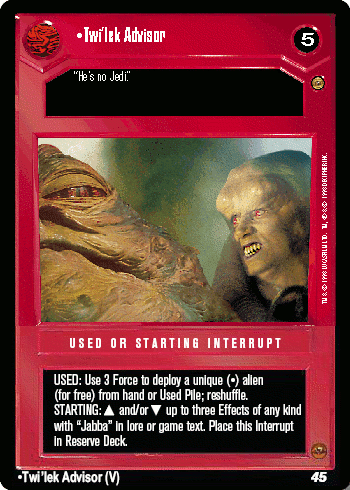 •Twi'lek Advisor
5
"He's no Jedi."
USED OR STARTING INTERRUPT
USED: Use 3 Force to deploy a unique (•) alien
(for free) from hand or Used Pile; reshuffle.
STARTING: ▲ and/or ▼ up to three Effects of any kind
with "Jabba" in lore or game text. Place this Interrupt
in Reserve Deck.
•Twi'lek Advisor (V)
45